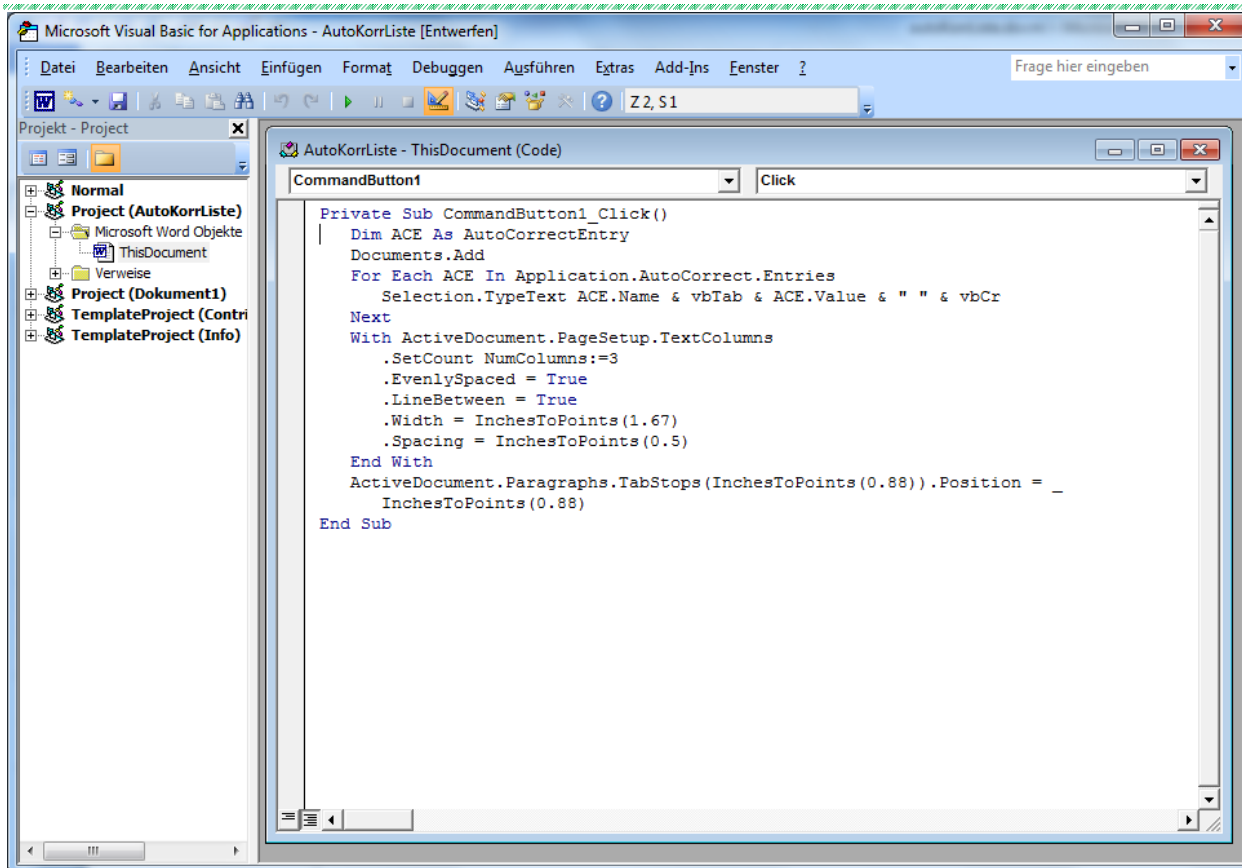 Microsoft Visual Basic for Applications - AutoKorrListe [Entwerfen]
Datei Bearbeiten Ansicht Einfügen Format Debuggen Ausführen Extras Add-Ins Fenster ?
Frage hier eingeben
Z 2, S1
Projekt - Project
Normal
Project (AutoKorrListe)
Microsoft Word Objekte
ThisDocument
Verweise
Project (Dokument1)
TemplateProject (Contri
TemplateProject (Info)
AutoKorrListe - ThisDocument (Code)
CommandButton1
Click
Private Sub CommandButton1_Click()
Dim ACE As AutoCorrectEntry
Documents.Add
For Each ACE In Application.AutoCorrect.Entries
Selection.TypeText ACE.Name & vbTab & ACE.Value & " " & vbCr
Next
With ActiveDocument.PageSetup.TextColumns
.SetCount NumColumns:=3
.EvenlySpaced = True
.LineBetween = True
.Width = InchesToPoints(1.67)
.Spacing = InchesToPoints(0.5)
End With
ActiveDocument.Paragraphs.TabStops(InchesToPoints(0.88)).Position = _
InchesToPoints(0.88)
End Sub